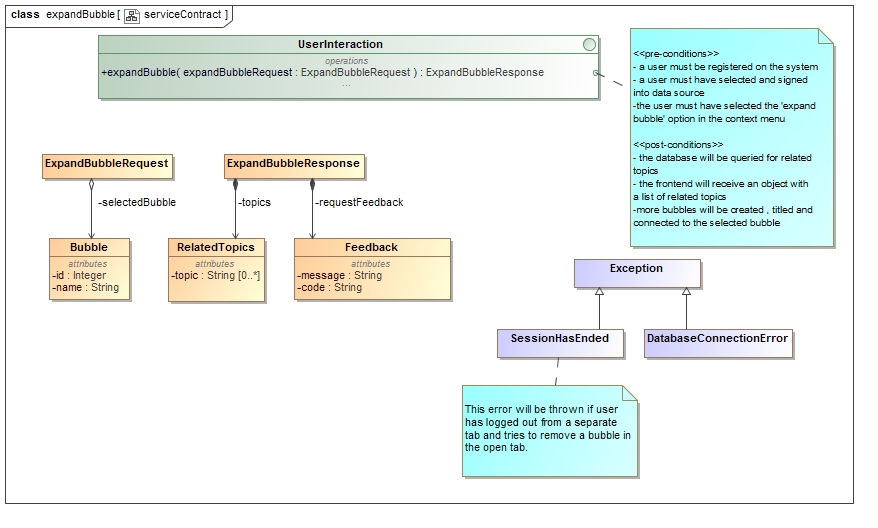 class expandBubble[ serviceContract ]
UserInteraction
operations
+expandBubble( expandBubbleRequest : ExpandBubbleRequest ) : ExpandBubbleResponse
...
<<pre-conditions>>
- a user must be registered on the system
- a user must have selected and signed
into data source
-the user must have selected the 'expand
bubble' option in the context menu
<<post-conditions>>
- the database will be queried for related
topics
- the frontend will receive an object with
a list of related topics
-more bubbles will be created , titled and
connected to the selected bubble
ExpandBubbleRequest
ExpandBubbleResponse
-selectedBubble
-topics
-requestFeedback
Bubble
attributes
-id : Integer
-name : String
RelatedTopics
attributes
-topic : String [0..*]
Feedback
attributes
-message : String
-code : String
Exception
SessionHasEnded
DatabaseConnectionError
This error will be thrown if user
has logged out from a separate
tab and tries to remove a bubble in
the open tab.